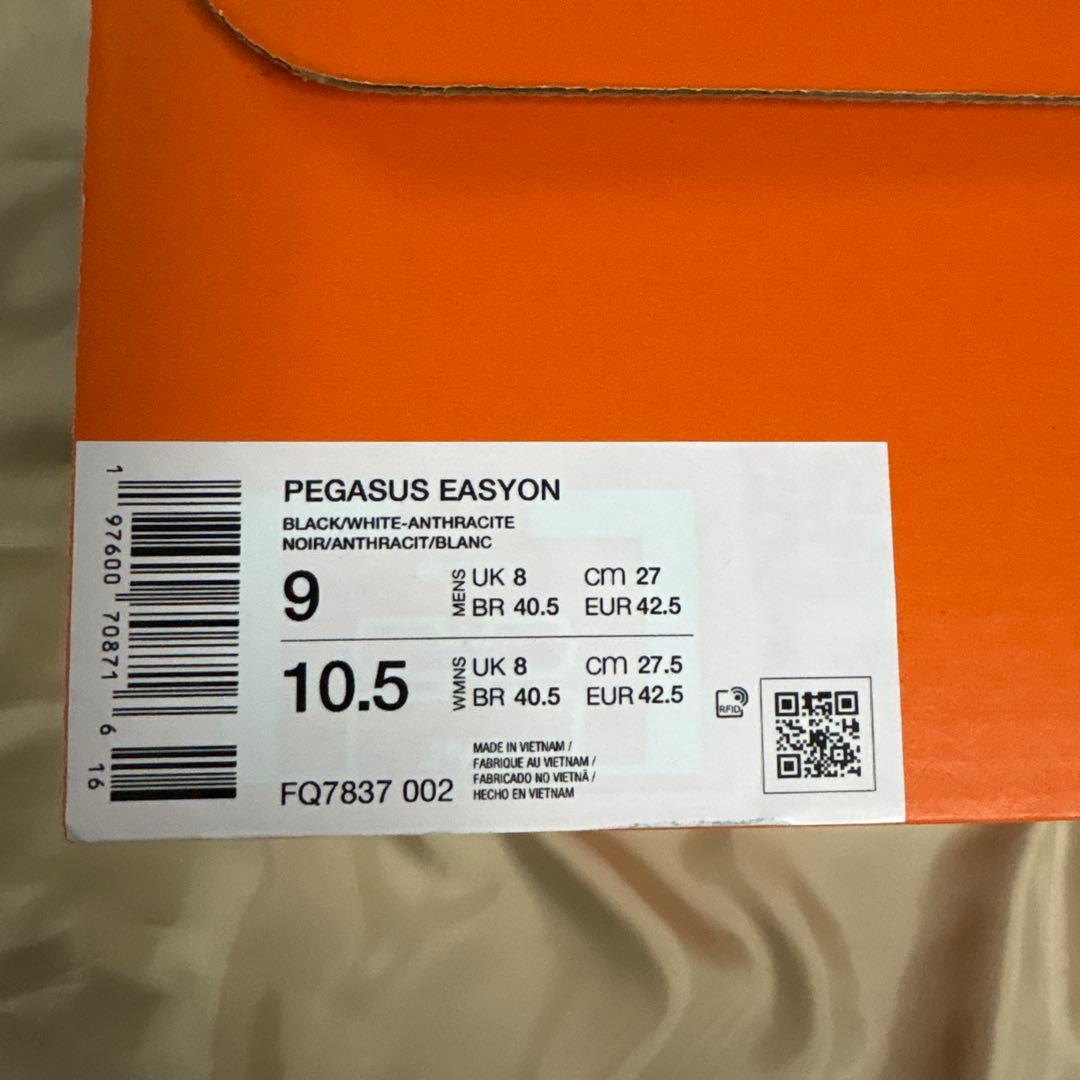 PEGASUS EASYON
BLACK/WHITE-ANTHRACITE
NOIR/ANTHRACIT/BLANC
9 MENS UK 8 cm 27
BR 40.5 EUR 42.5
10.5 WMNS UK 8 cm 27.5
BR 40.5 EUR 42.5
RFID
MADE IN VIETNAM /
FABRIQUE AU VIETNAM /
FABRICADO NO VIETNÃ /
HECHO EN VIETNAM
FQ7837 002
1 97600 70871 6 16